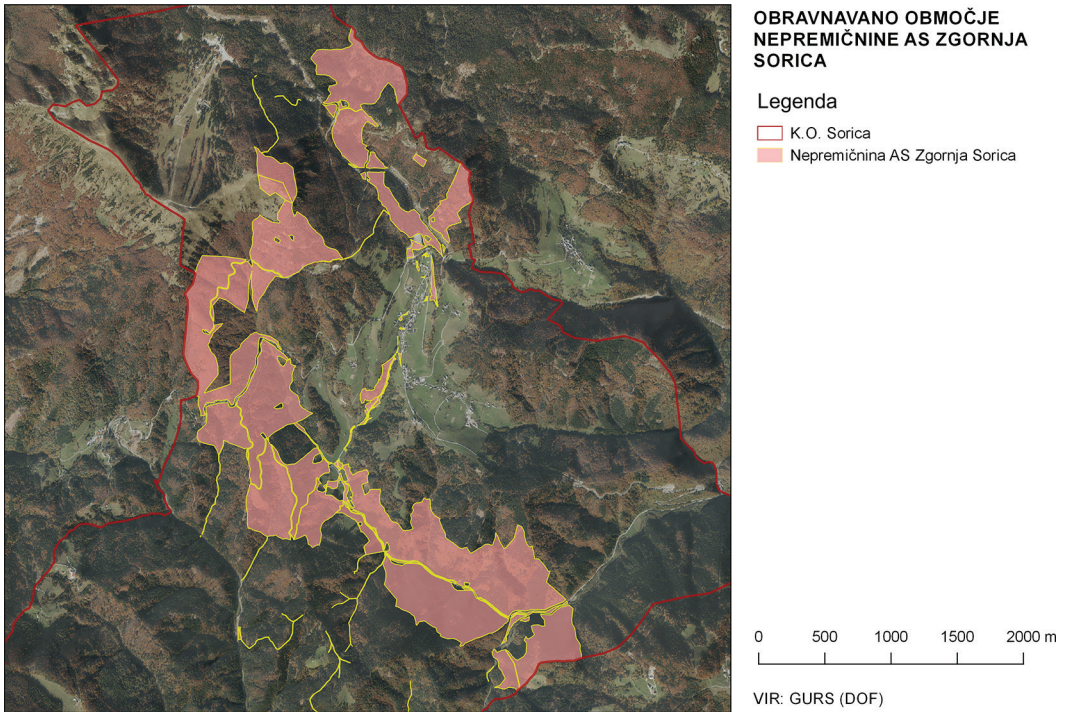 OBRAVNAVANO OBMOČJE
NEPREMIČNINE AS ZGORNJA
SORICA
Legenda
K.O. Sorica
Nepremičnina AS Zgornja Sorica
0 500 1000 1500 2000 m
VIR: GURS (DOF)